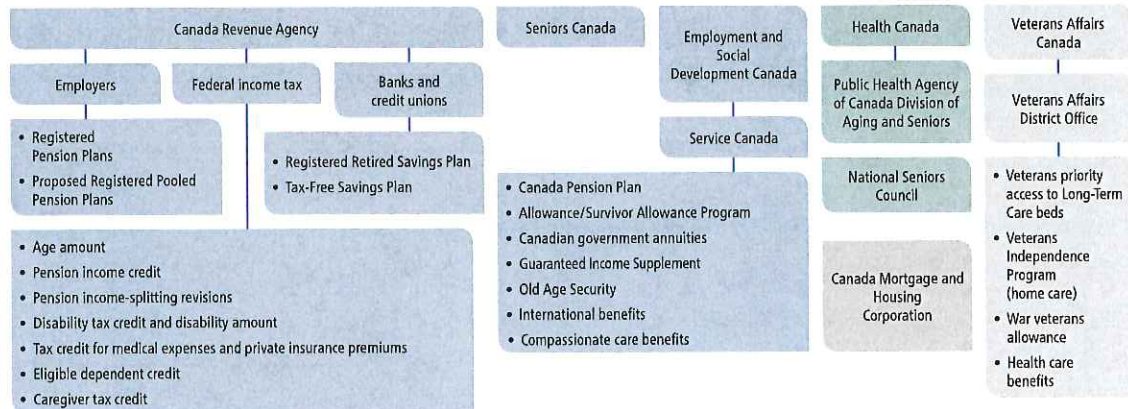 Canada Revenue Agency
Employers
Federal income tax
Banks and
credit unions
• Registered
Pension Plans
• Proposed Registered Pooled
Pension Plans
• Registered Retired Savings Plan
• Tax-Free Savings Plan
• Age amount
• Pension income credit
• Pension income-splitting revisions
• Disability tax credit and disability amount
• Tax credit for medical expenses and private insurance premiums
• Eligible dependent credit
• Caregiver tax credit
Seniors Canada
Employment and
Social
Development Canada
Service Canada
• Canada Pension Plan
• Allowance/Survivor Allowance Program
• Canadian government annuities
• Guaranteed Income Supplement
• Old Age Security
• International benefits
• Compassionate care benefits
Health Canada
Public Health Agency
of Canada Division of
Aging and Seniors
National Seniors
Council
Canada Mortgage and
Housing
Corporation
Veterans Affairs
Canada
Veterans Affairs
District Office
• Veterans priority
access to Long-Term
Care beds
• Veterans
Independence
Program
(home care)
• War veterans
allowance
• Health care
benefits